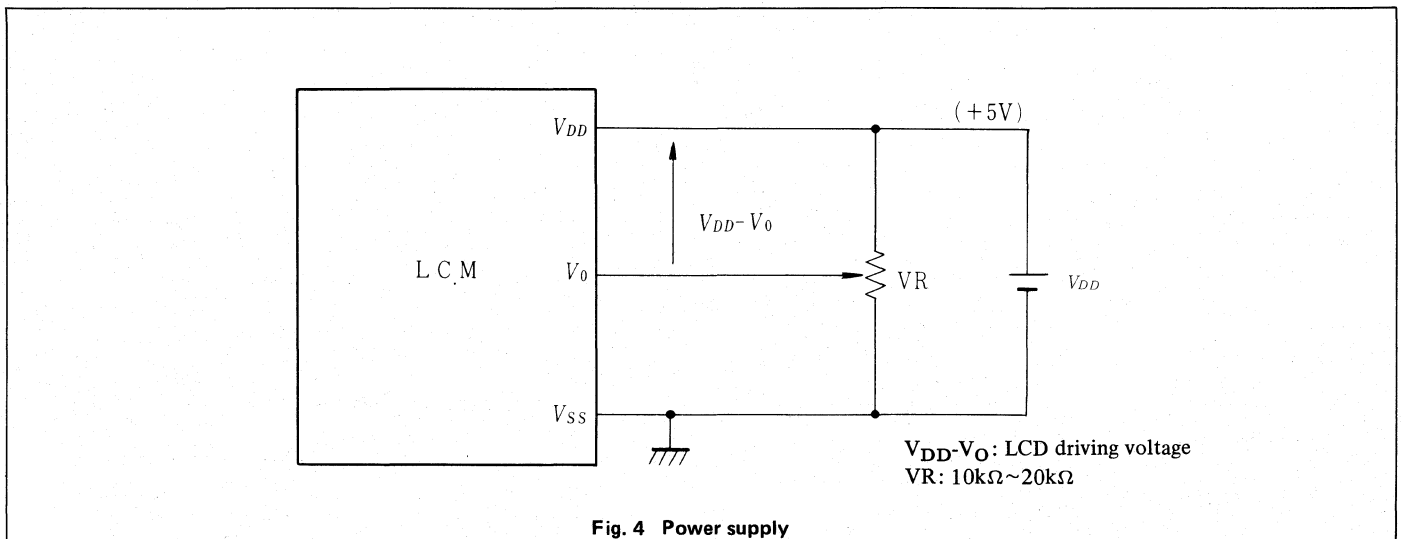 (+5V)
VDD
VDD-V0
LCM
V0
VR
VDD
VSS
VDD-VO: LCD driving voltage
VR: 10kΩ~20kΩ
Fig. 4 Power supply